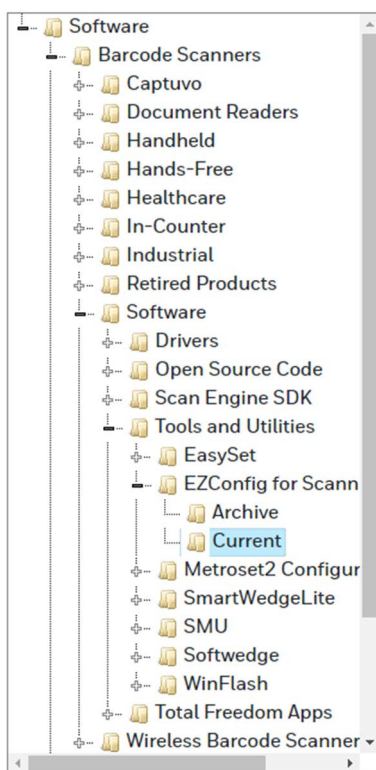 Software
Barcode Scanners
Captuvo
Document Readers
Handheld
Hands-Free
Healthcare
In-Counter
Industrial
Retired Products
Software
Drivers
Open Source Code
Scan Engine SDK
Tools and Utilities
EasySet
EZConfig for Scann
Archive
Current
Metroset2 Configur
SmartWedgeLite
SMU
Softwedge
WinFlash
Total Freedom Apps
Wireless Barcode Scanner